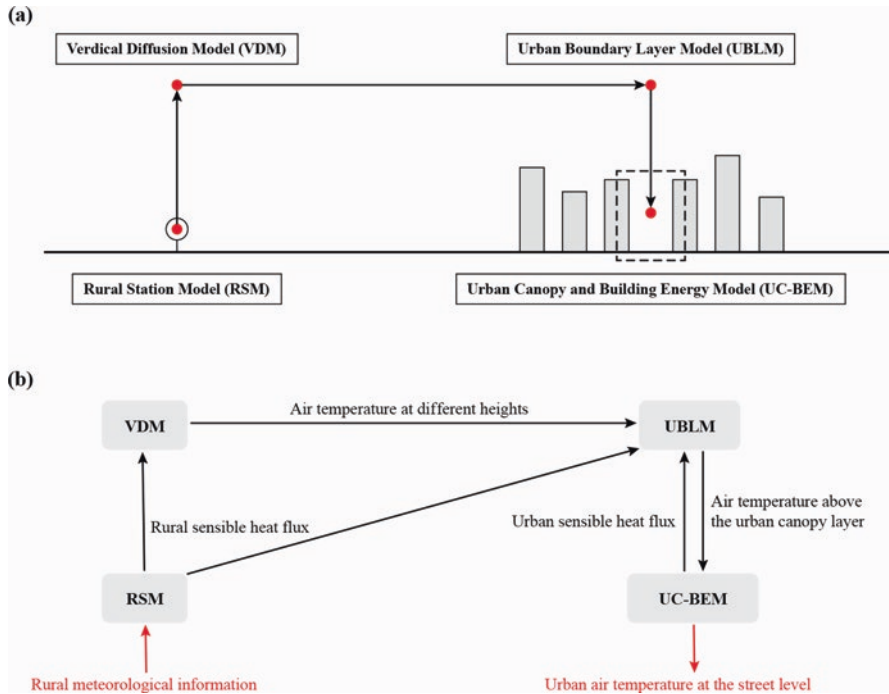 (a)
Verdical Diffusion Model (VDM)
Urban Boundary Layer Model (UBLM)
Rural Station Model (RSM)
Urban Canopy and Building Energy Model (UC-BEM)
(b)
Air temperature at different heights
VDM
UBLM
Rural sensible heat flux
Urban sensible heat flux
Air temperature above
the urban canopy layer
RSM
UC-BEM
Rural meteorological information
Urban air temperature at the street level